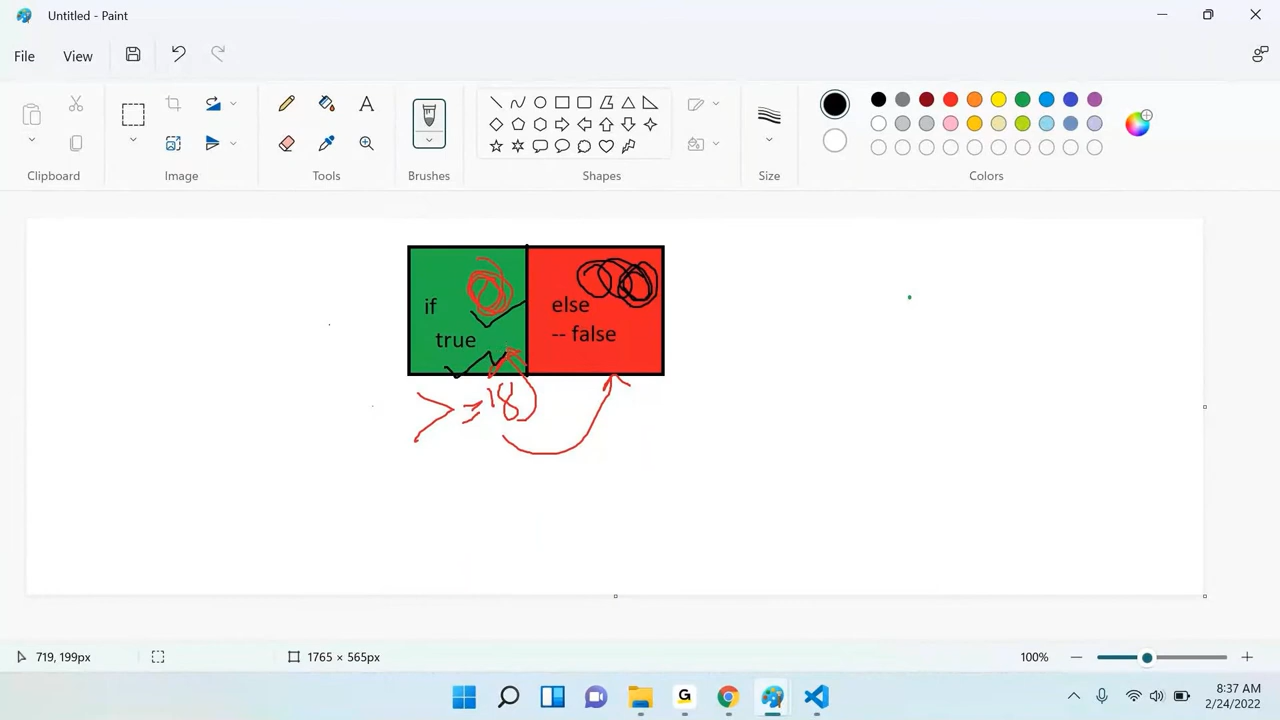 Untitled - Paint
File View
Clipboard Image Tools Brushes Shapes Size Colors
if
true
else
-- false
>=18
719, 199px 1765 × 565px 100%
G
8:37 AM
2/24/2022